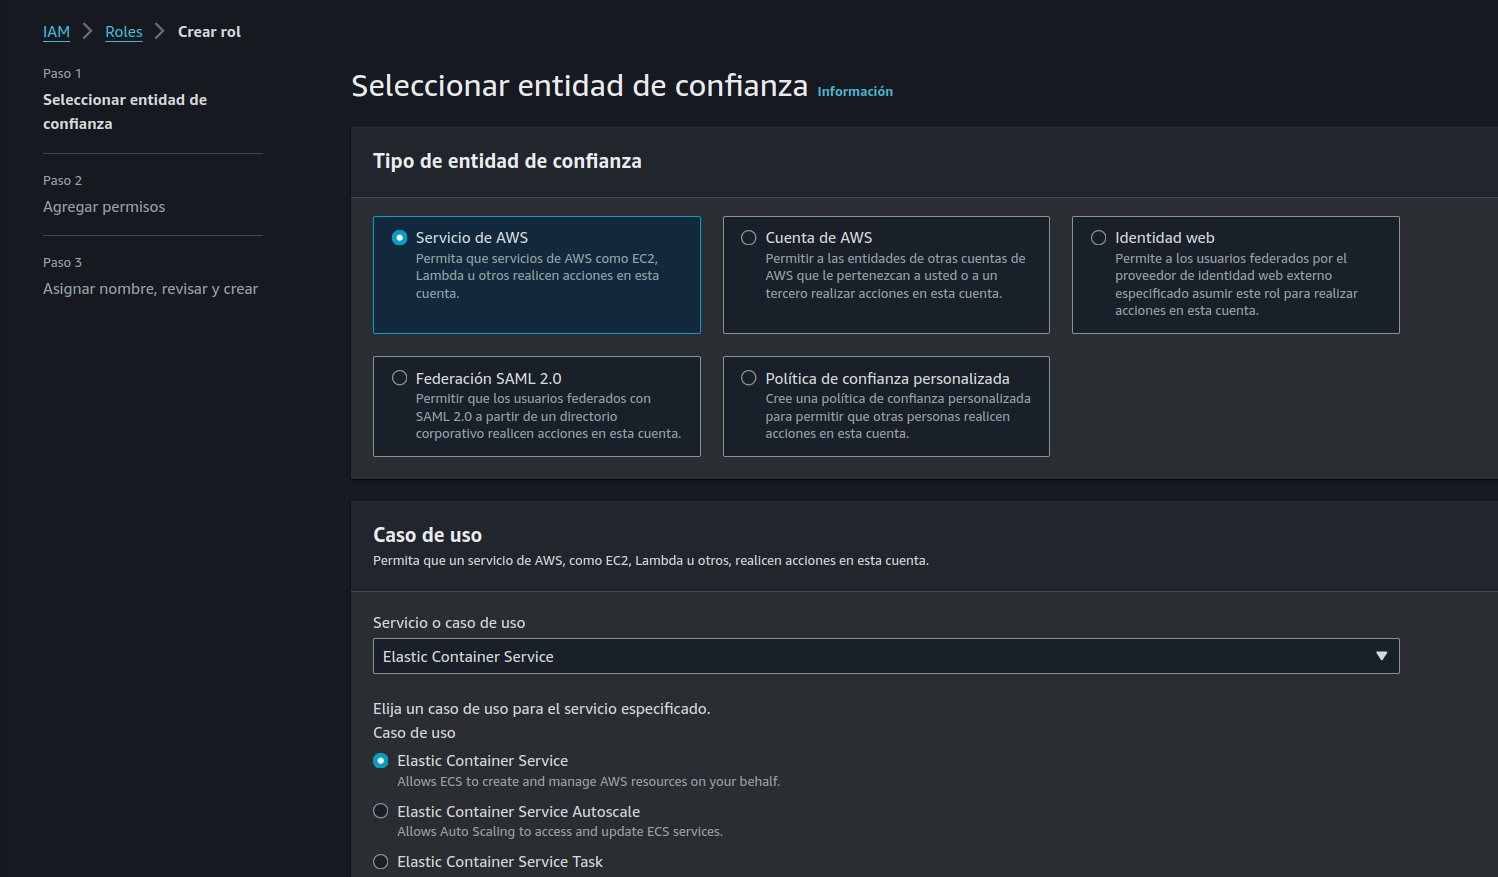 IAM > Roles > Crear rol
Paso 1
Seleccionar entidad de
confianza
Paso 2
Agregar permisos
Paso 3
Asignar nombre, revisar y crear
Seleccionar entidad de confianza Información
Tipo de entidad de confianza
Servicio de AWS
Permita que servicios de AWS como EC2,
Lambda u otros realicen acciones en esta
cuenta.
Cuenta de AWS
Permitir a las entidades de otras cuentas de
AWS que le pertenezcan a usted o a un
tercero realizar acciones en esta cuenta.
Identidad web
Permite a los usuarios federados por el
proveedor de identidad web externo
especificado asumir este rol para realizar
acciones en esta cuenta.
Federación SAML 2.0
Permitir que los usuarios federados con
SAML 2.0 a partir de un directorio
corporativo realicen acciones en esta cuenta.
Política de confianza personalizada
Cree una política de confianza personalizada
para permitir que otras personas realicen
acciones en esta cuenta.
Caso de uso
Permita que un servicio de AWS, como EC2, Lambda u otros, realicen acciones en esta cuenta.
Servicio o caso de uso
Elastic Container Service
Elija un caso de uso para el servicio especificado.
Caso de uso
Elastic Container Service
Allows ECS to create and manage AWS resources on your behalf.
Elastic Container Service Autoscale
Allows Auto Scaling to access and update ECS services.
Elastic Container Service Task